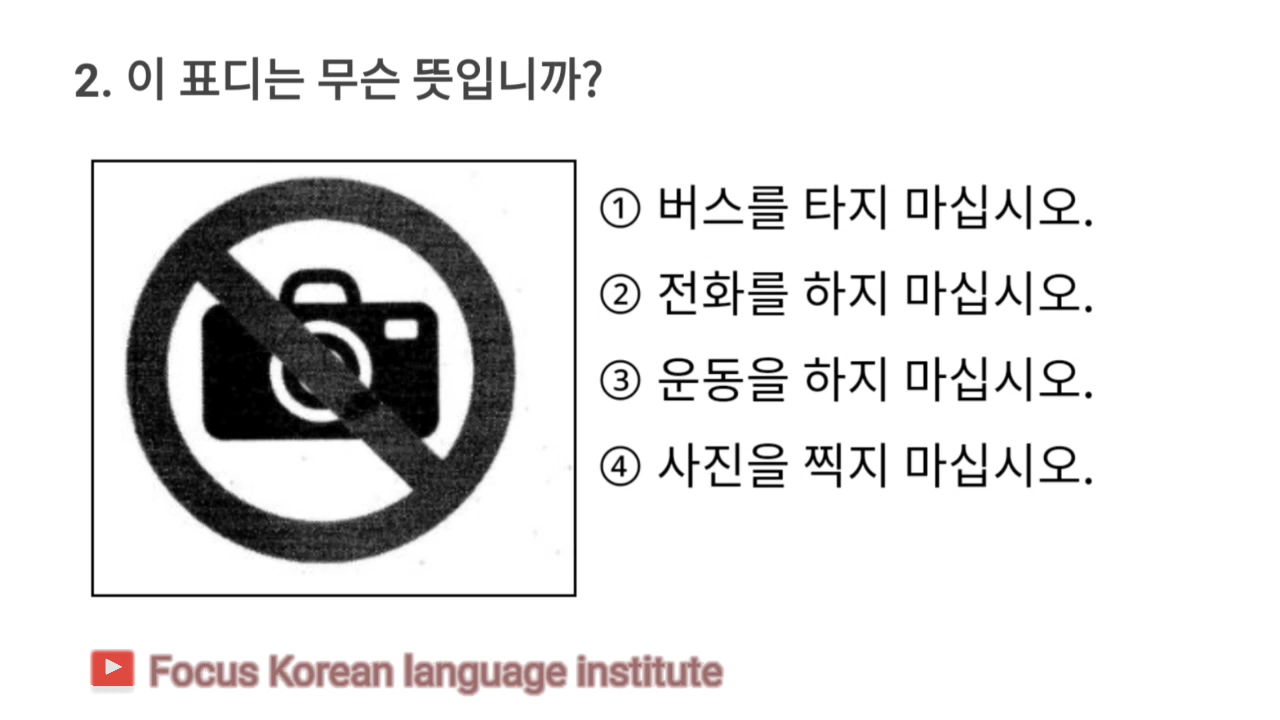 2. 이 표디는 무슨 뜻입니까?
① 버스를 타지 마십시오.
② 전화를 하지 마십시오.
③ 운동을 하지 마십시오.
④ 사진을 찍지 마십시오.
Focus Korean language institute